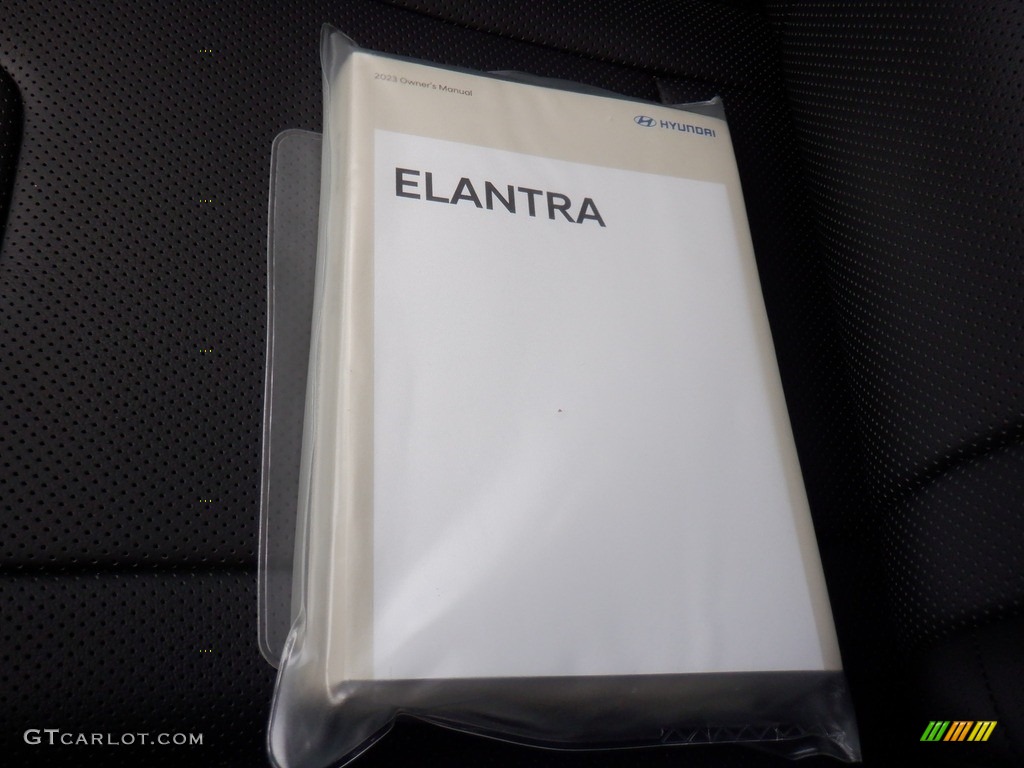 2023 Owner's Manual
HYUNDAI
ELANTRA
GTCARLOT.COM